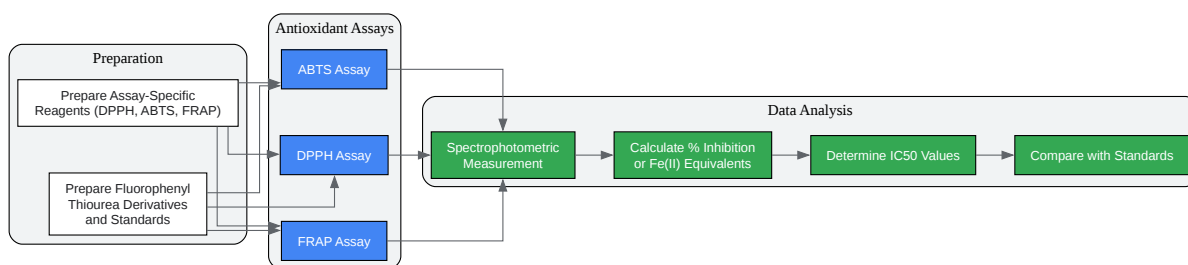 Preparation
Prepare Assay-Specific
Reagents (DPPH, ABTS, FRAP)
Prepare Fluorophenyl
Thiourea Derivatives
and Standards
Antioxidant Assays
ABTS Assay
DPPH Assay
FRAP Assay
Data Analysis
Spectrophotometric
Measurement
Calculate % Inhibition
or Fe(II) Equivalents
Determine IC50 Values
Compare with Standards